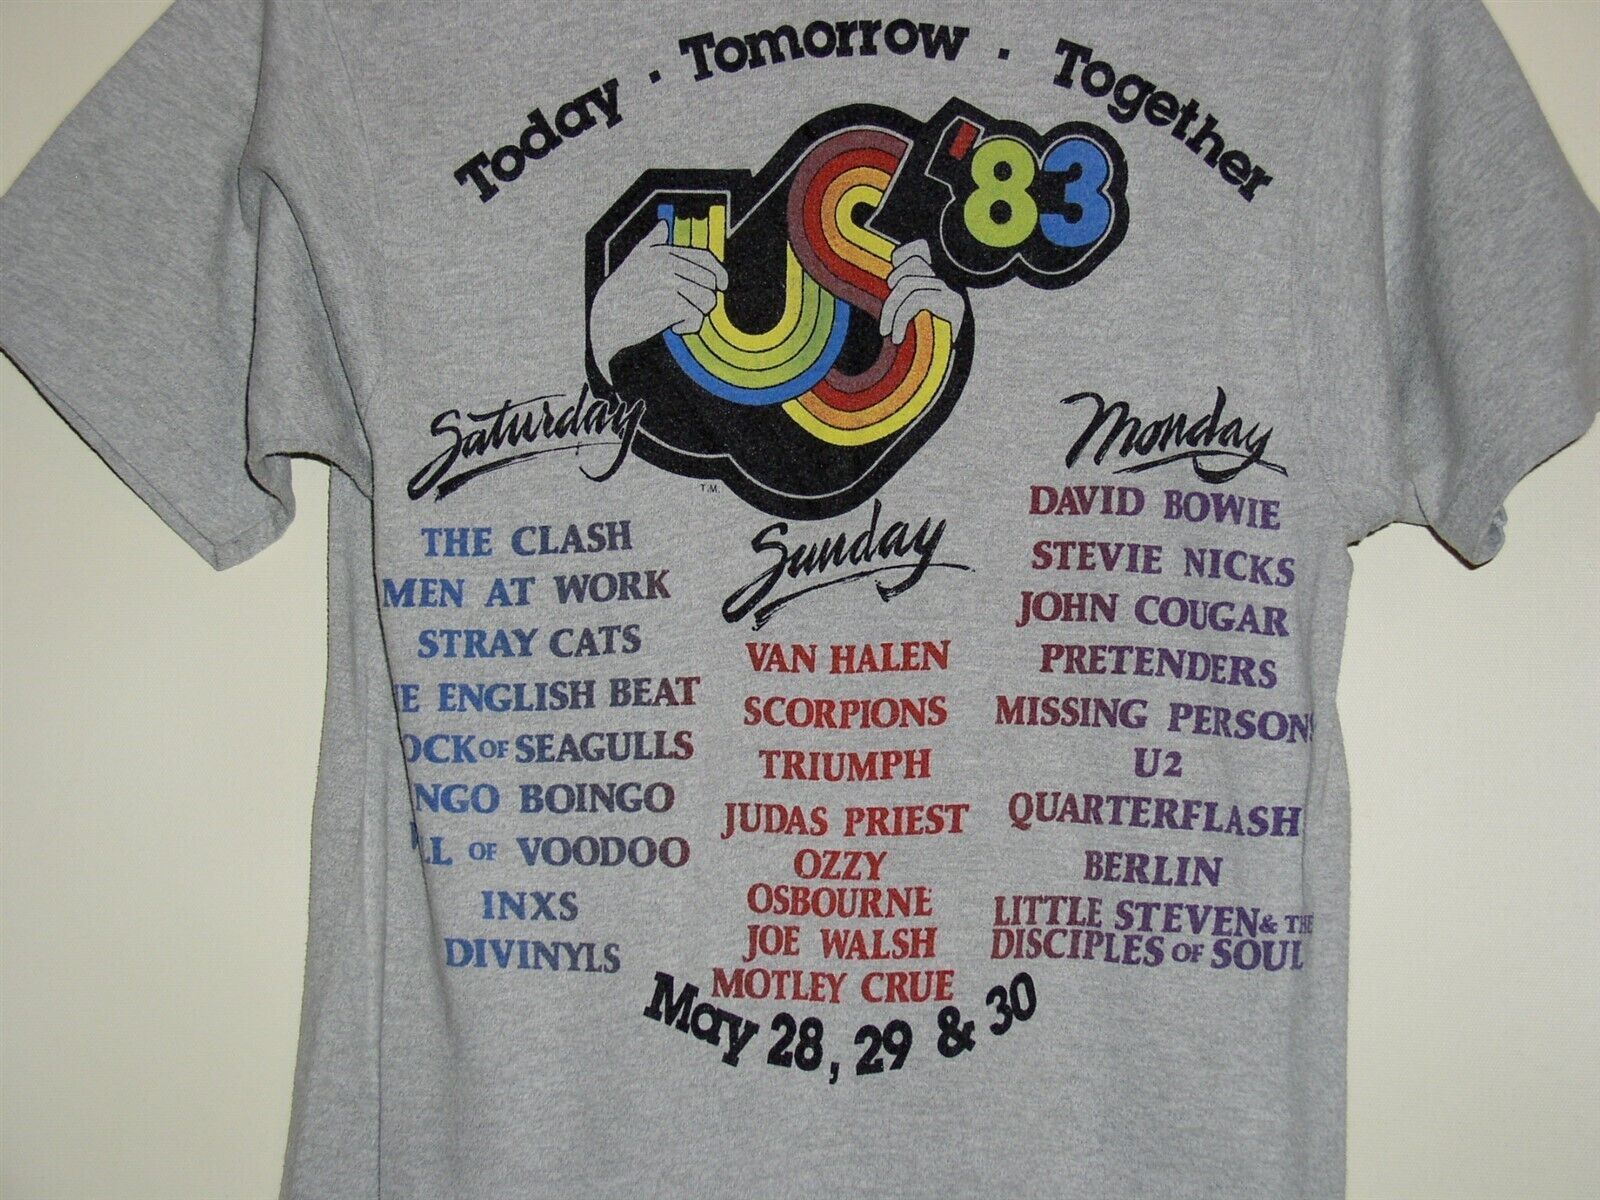 Today · Tomorrow · Together
US '83
T.M.
Saturday
THE CLASH
MEN AT WORK
STRAY CATS
E ENGLISH BEAT
OCK OF SEAGULLS
NGO BOINGO
LL OF VOODOO
INXS
DIVINYLS
Sunday
VAN HALEN
SCORPIONS
TRIUMPH
JUDAS PRIEST
OZZY
OSBOURNE
JOE WALSH
MOTLEY CRUE
Monday
DAVID BOWIE
STEVIE NICKS
JOHN COUGAR
PRETENDERS
MISSING PERSONS
U2
QUARTERFLASH
BERLIN
LITTLE STEVEN & THE
DISCIPLES OF SOUL
May 28, 29 & 30